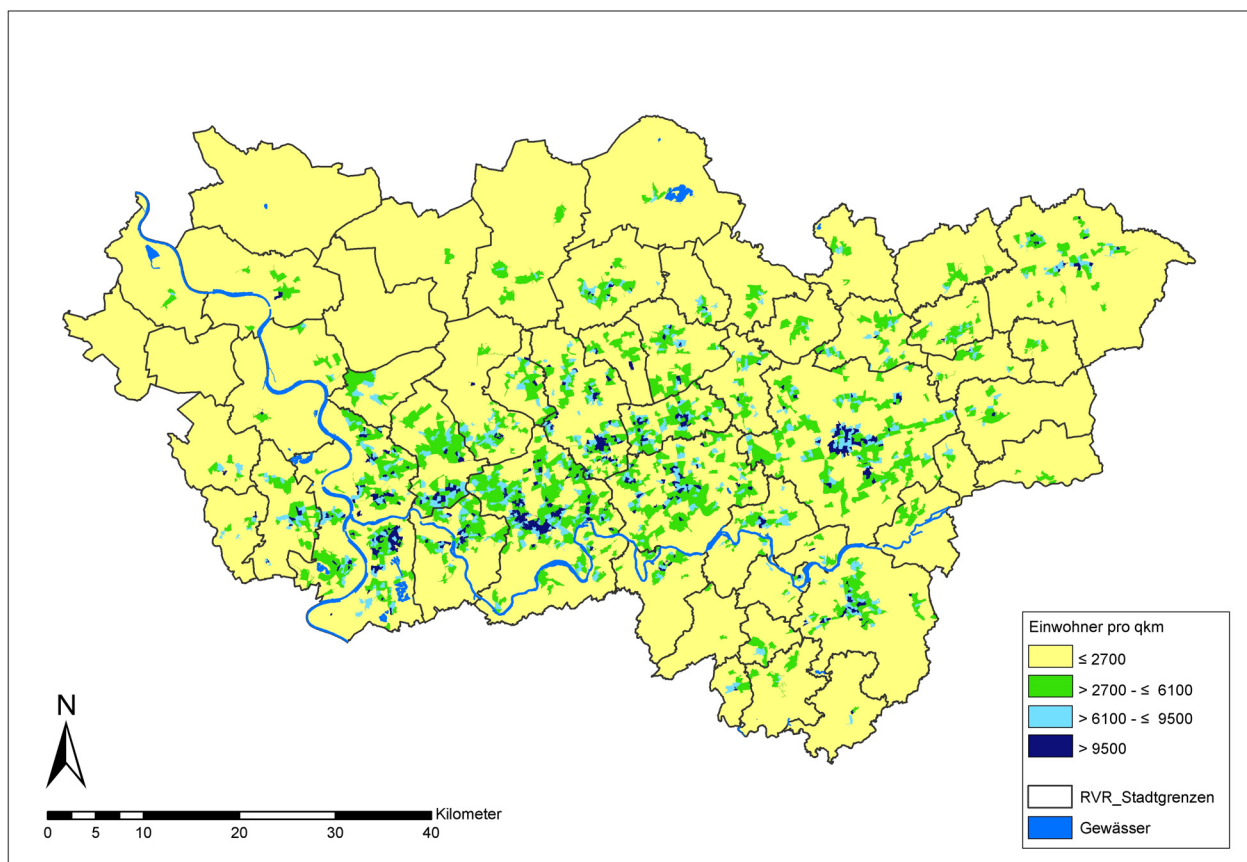 Einwohner pro qkm
≤ 2700
> 2700 - ≤ 6100
> 6100 - ≤ 9500
> 9500
RVR_Stadtgrenzen
Gewässer
N
Kilometer
0 5 10 20 30 40